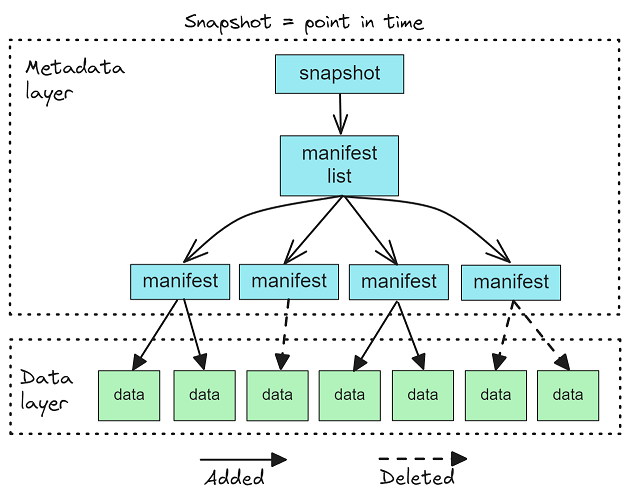 Snapshot = point in time
Metadata
layer
snapshot
manifest
list
manifest
manifest
manifest
manifest
Data
layer
data
data
data
data
data
data
data
Added
Deleted